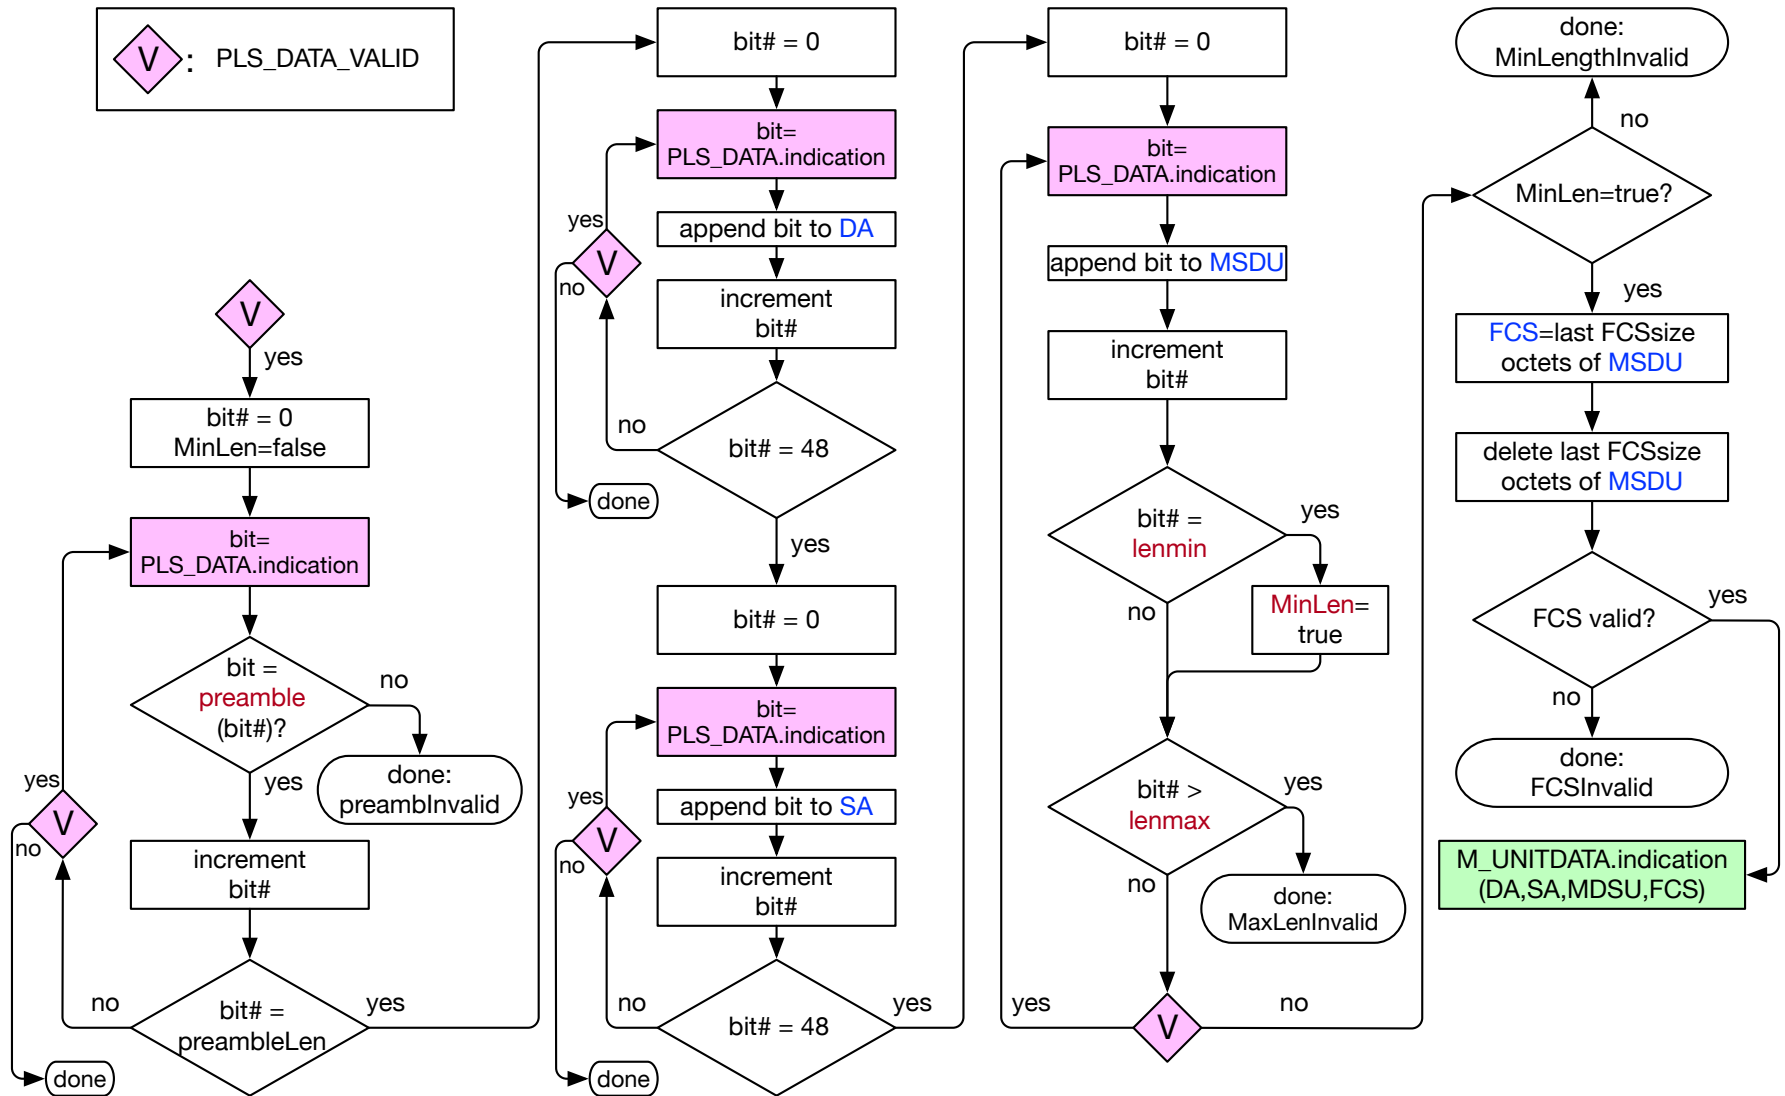 V : PLS_DATA_VALID
V
yes
bit# = 0
MinLen=false
bit=
PLS_DATA.indication
bit =
preamble
(bit#)?
no
done:
preambInvalid
yes
increment
bit#
bit# =
preambleLen
no
yes
V
yes
no
done
bit# = 0
bit=
PLS_DATA.indication
append bit to DA
increment
bit#
bit# = 48
no
V
yes
no
done
yes
bit# = 0
bit=
PLS_DATA.indication
append bit to SA
increment
bit#
bit# = 48
no
V
yes
no
done
yes
bit# = 0
bit=
PLS_DATA.indication
append bit to MSDU
increment
bit#
bit# =
lenmin
yes
MinLen=
true
no
bit# >
lenmax
yes
done:
MaxLenInvalid
no
V
yes
no
done:
MinLengthInvalid
no
MinLen=true?
yes
FCS=last FCSsize
octets of MSDU
delete last FCSsize
octets of MSDU
FCS valid?
yes
no
done:
FCSInvalid
M_UNITDATA.indication
(DA,SA,MDSU,FCS)